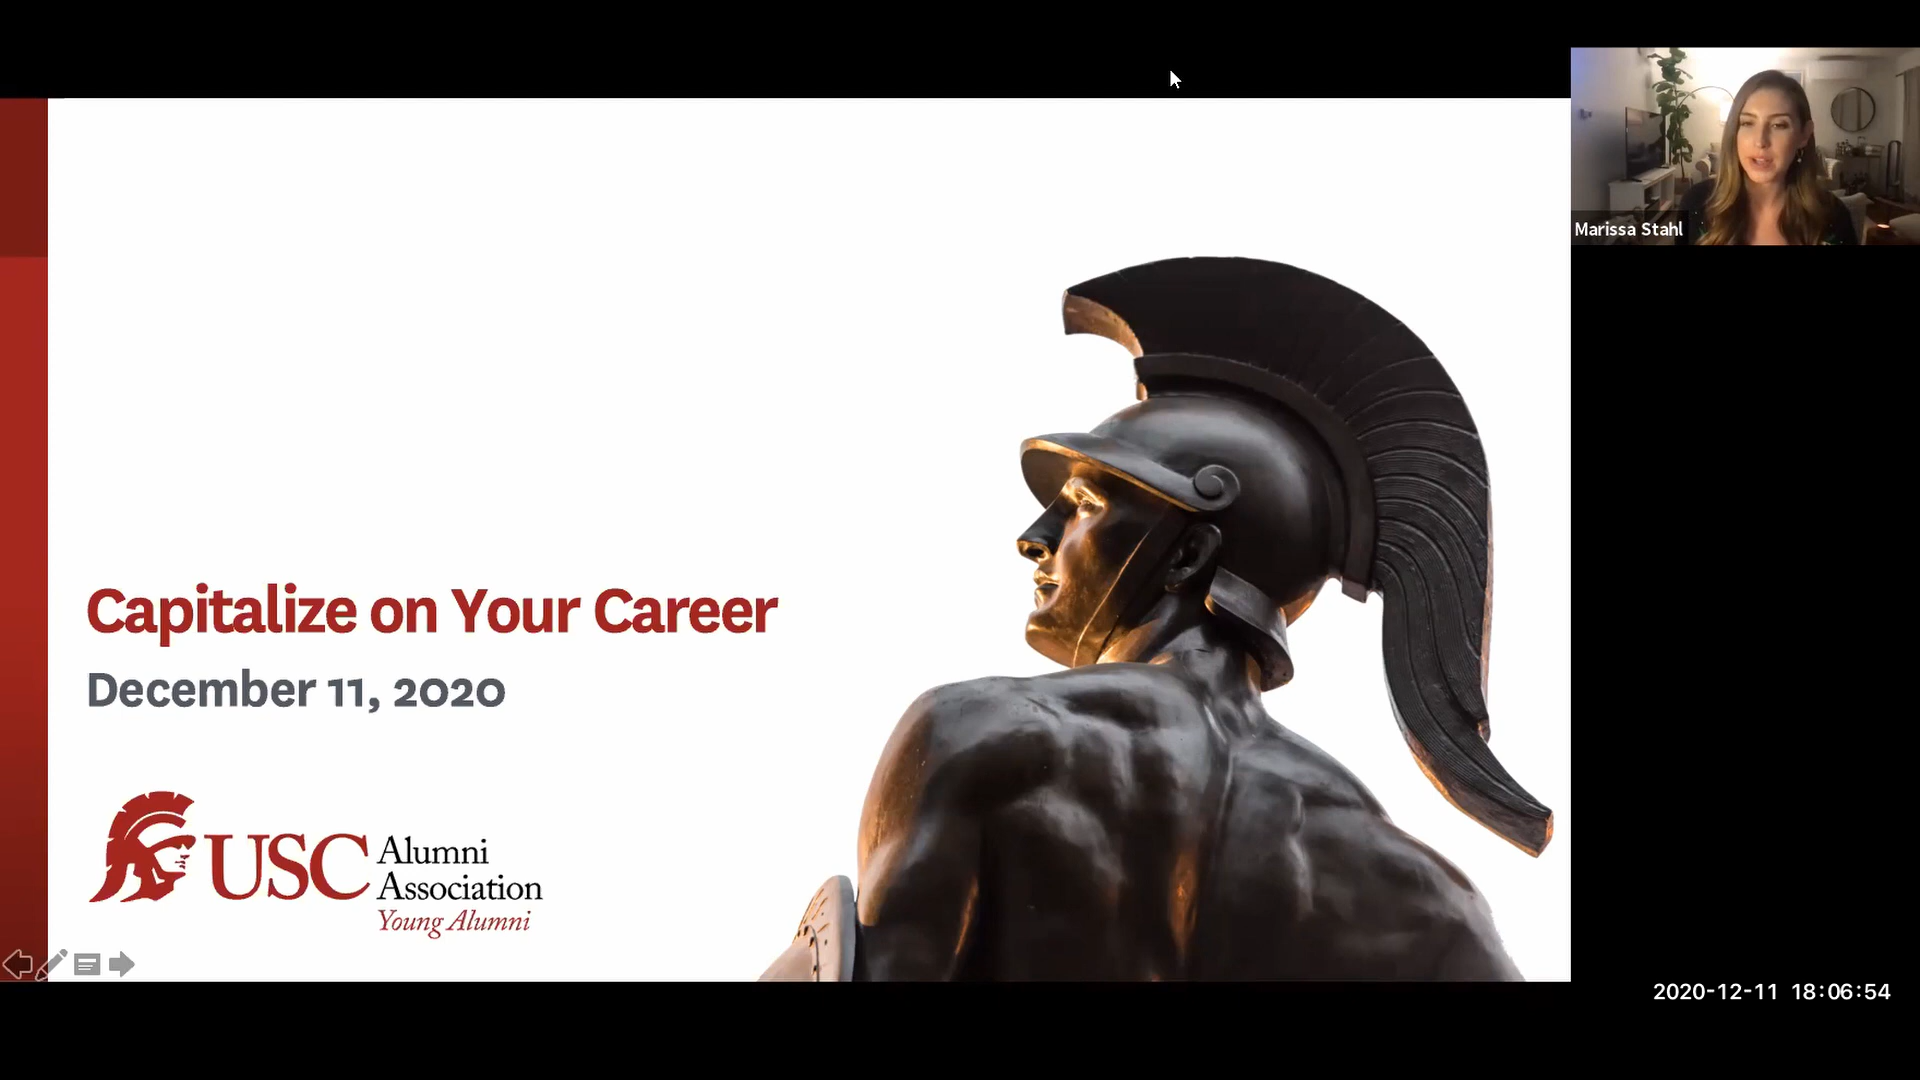 Marissa Stahl
Capitalize on Your Career
December 11, 2020
USC Alumni
Association
Young Alumni
2020-12-11 18:06:54